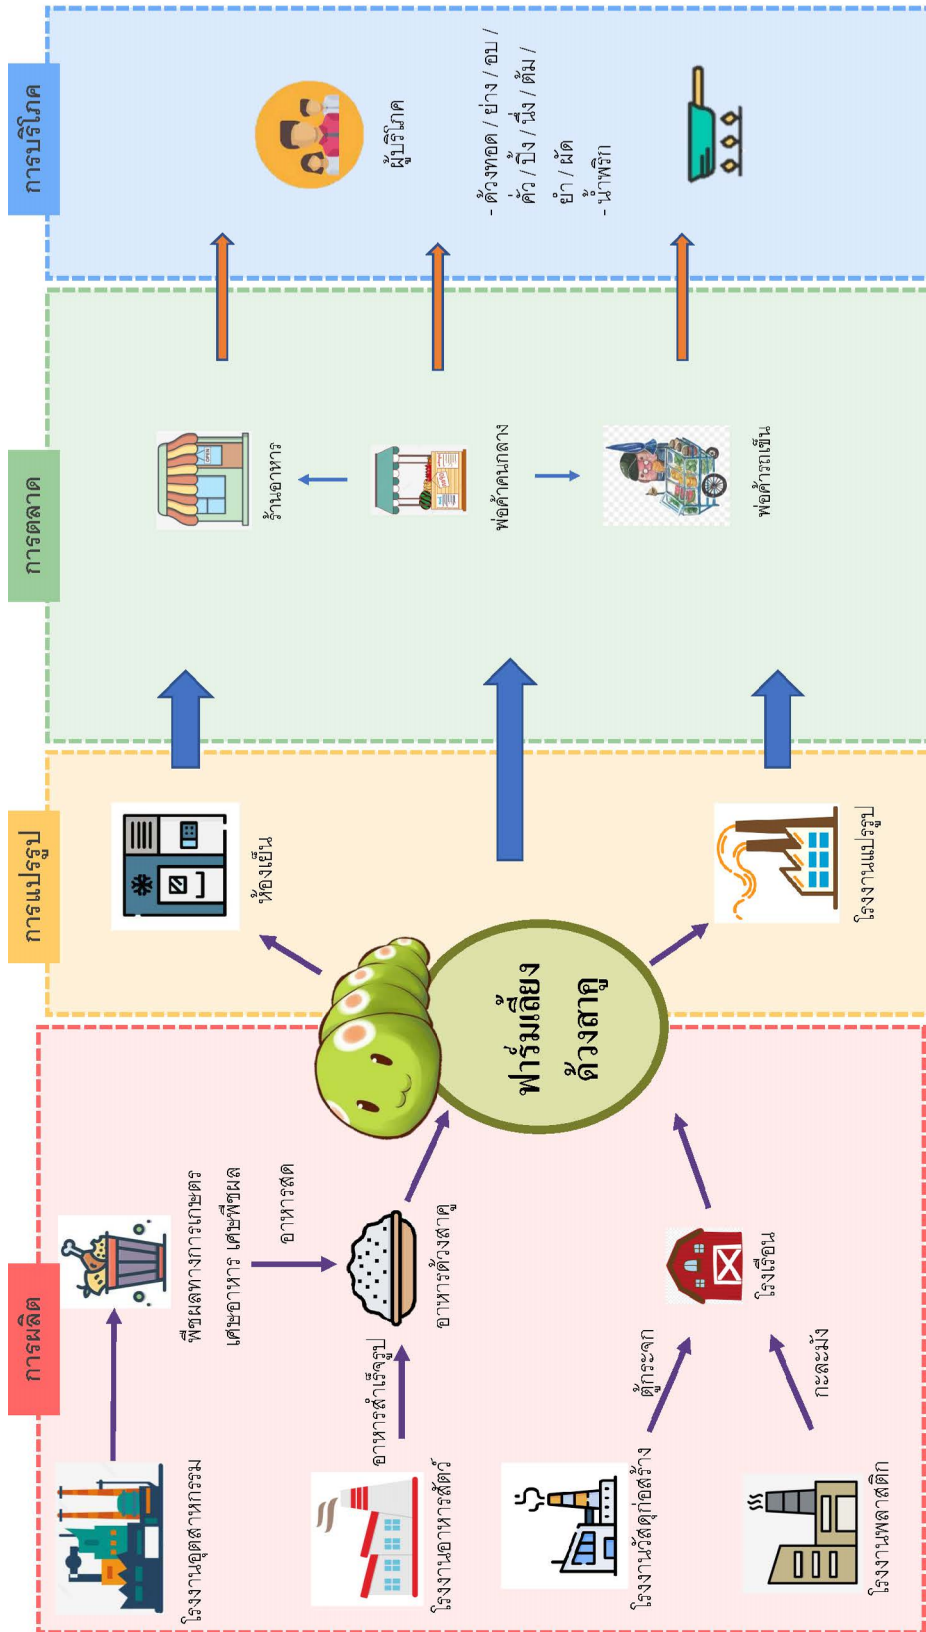 การผลิต
การแปรรูป
การตลาด
การบริโภค
โรงงานอุตสาหกรรม
พืชผลทางการเกษตร
เศษอาหาร เศษพืชผล
อาหารสด
โรงงานอาหารสัตว์
อาหารสำเร็จรูป
อาหารด้วงสาคู
โรงงานวัสดุก่อสร้าง
ตู้กระจก
โรงเรือน
โรงงานพลาสติก
กะละมัง
ฟาร์มเลี้ยง
ด้วงสาคู
ห้องเย็น
โรงงานแปรรูป
ร้านอาหาร
OPEN
พ่อค้าคนกลาง
พ่อค้ารถเข็น
ผู้บริโภค
- ด้วงทอด / ย่าง / อบ /
คั่ว / ปิ้ง / นึ่ง / ต้ม /
ยำ / ผัด
- น้ำพริก